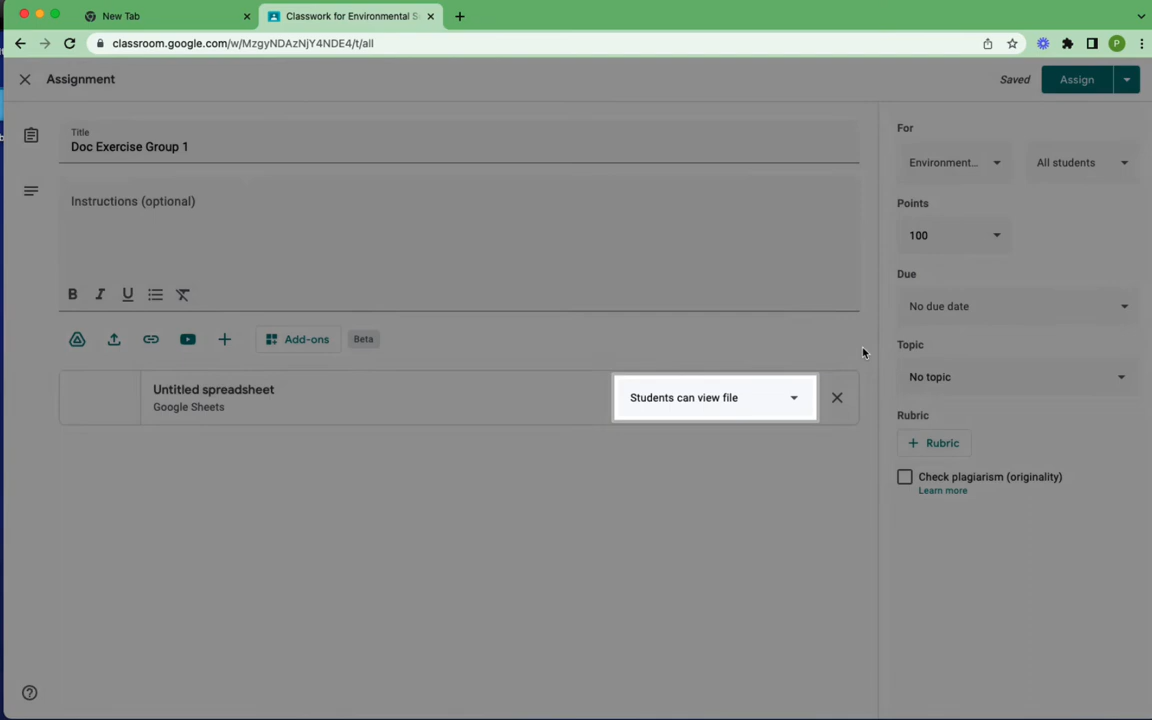 New Tab
Classwork for Environmental S
classroom.google.com/w/MzgyNDAzNjY4NDE4/t/all
P
Assignment
Saved
Assign
Title
Doc Exercise Group 1
Instructions (optional)
B I U
Add-ons
Beta
Untitled spreadsheet
Google Sheets
Students can view file
For
Environment...
All students
Points
100
Due
No due date
Topic
No topic
Rubric
+ Rubric
Check plagiarism (originality)
Learn more